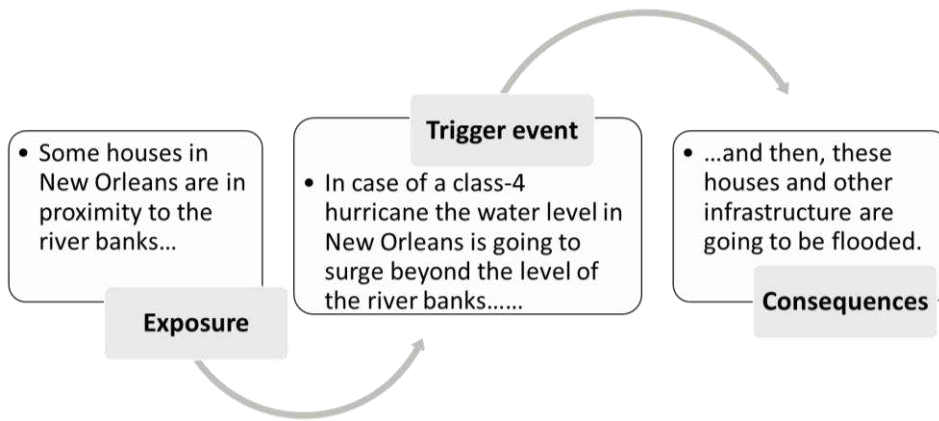 • Some houses in
New Orleans are in
proximity to the
river banks…
Exposure
Trigger event
• In case of a class-4
hurricane the water level in
New Orleans is going to
surge beyond the level of
the river banks……
• …and then, these
houses and other
infrastructure are
going to be flooded.
Consequences